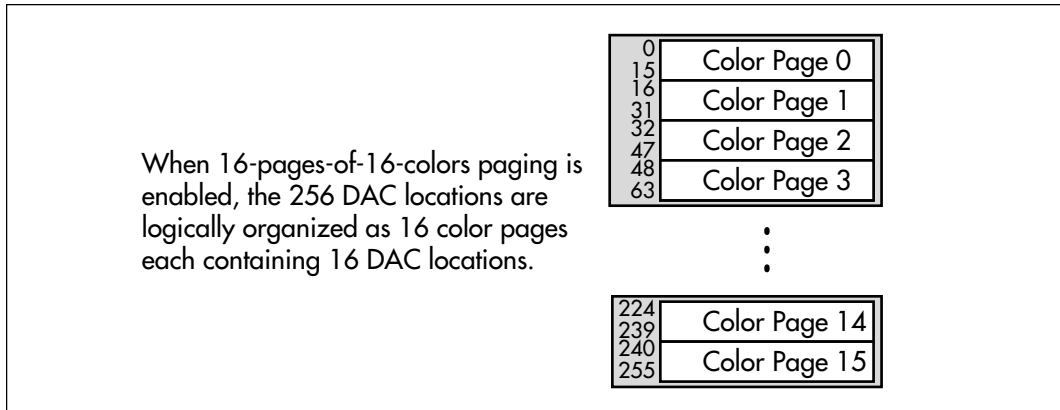 When 16-pages-of-16-colors paging is
enabled, the 256 DAC locations are
logically organized as 16 color pages
each containing 16 DAC locations.
0
15
Color Page 0
16
31
Color Page 1
32
47
Color Page 2
48
63
Color Page 3
224
239
Color Page 14
240
255
Color Page 15